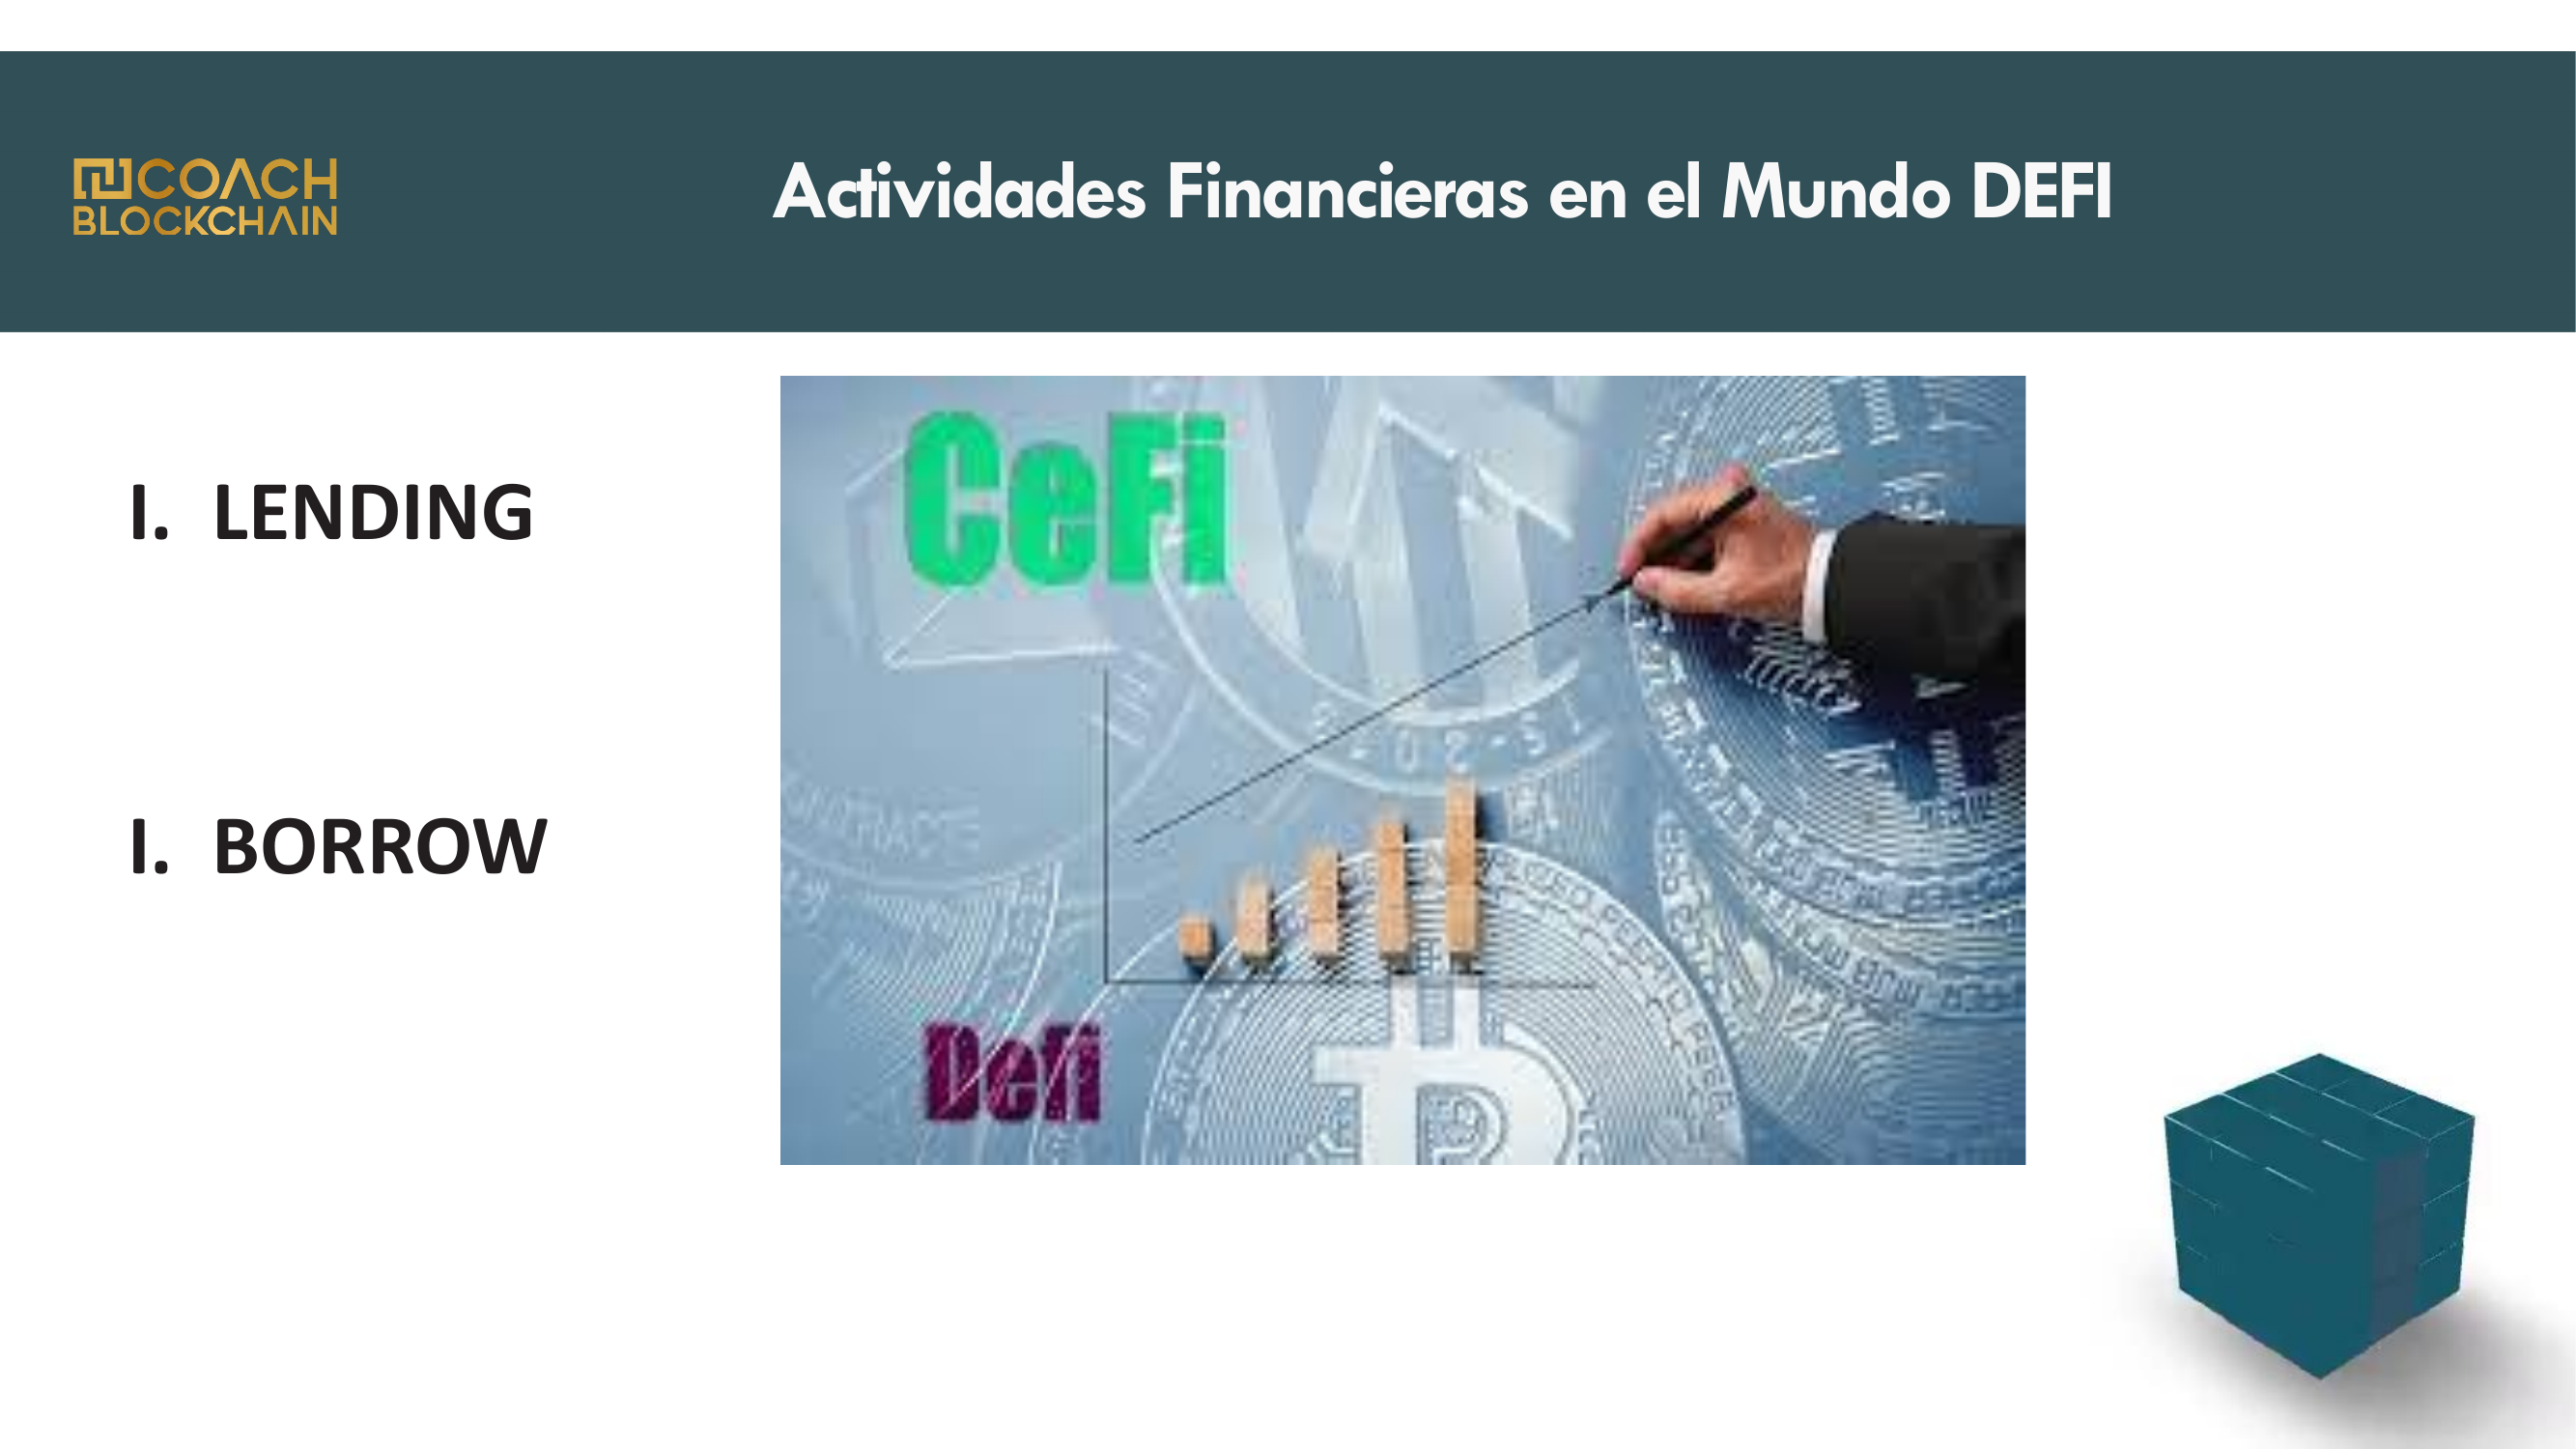 COACH
BLOCKCHAIN
Actividades Financieras en el Mundo DEFI
I. LENDING
I. BORROW
CeFi
Defi